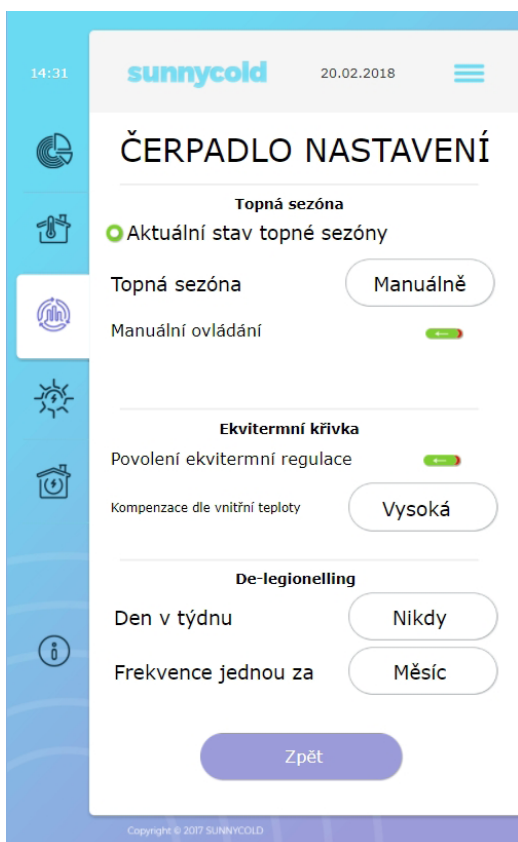 14:31
sunnycold
20.02.2018
ČERPADLO NASTAVENÍ
Topná sezóna
Aktuální stav topné sezóny
Topná sezóna
Manuálně
Manuální ovládání
Ekvitermní křivka
Povolení ekvitermní regulace
Kompenzace dle vnitřní teploty
Vysoká
De-legionelling
Den v týdnu
Nikdy
Frekvence jednou za
Měsíc
Zpět
Copyright © 2017 SUNNYCOLD